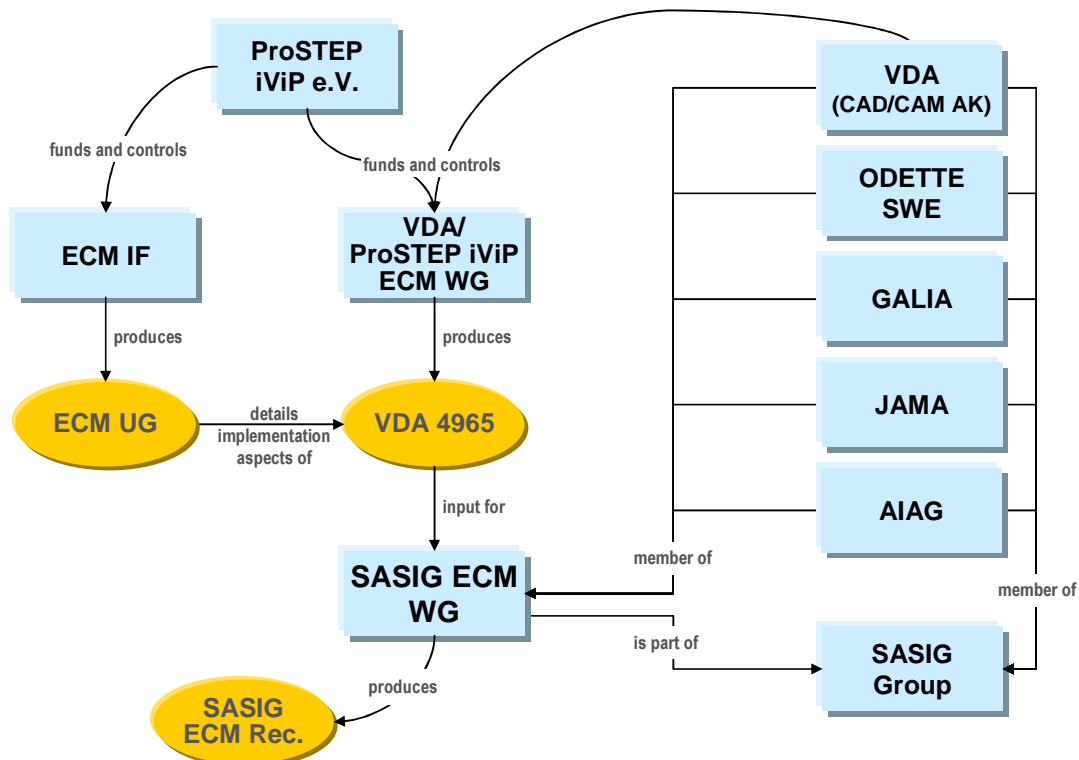 ProSTEP
iViP e.V.
VDA
(CAD/CAM AK)
funds and controls
funds and controls
ODETTE
SWE
ECM IF
VDA/
ProSTEP iViP
ECM WG
GALIA
produces
produces
JAMA
ECM UG
details
implementation
aspects of
VDA 4965
input for
AIAG
member of
SASIG ECM
WG
member of
is part of
SASIG
Group
produces
SASIG
ECM Rec.